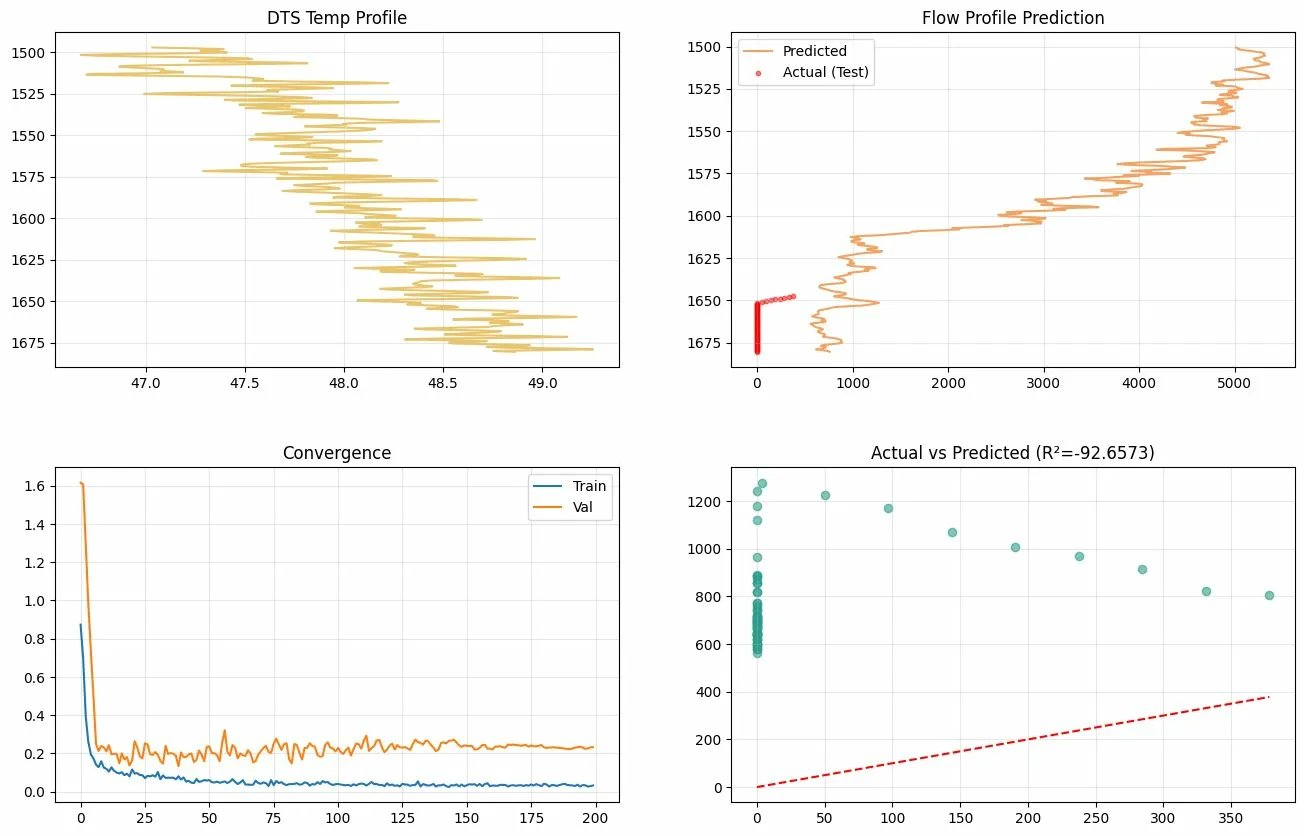 DTS Temp Profile
1500
1525
1550
1575
1600
1625
1650
1675
47.0 47.5 48.0 48.5 49.0
Flow Profile Prediction
Predicted
Actual (Test)
1500
1525
1550
1575
1600
1625
1650
1675
0 1000 2000 3000 4000 5000
Convergence
Train
Val
1.6
1.4
1.2
1.0
0.8
0.6
0.4
0.2
0.0
0 25 50 75 100 125 150 175 200
Actual vs Predicted (R²=-92.6573)
1200
1000
800
600
400
200
0
0 50 100 150 200 250 300 350